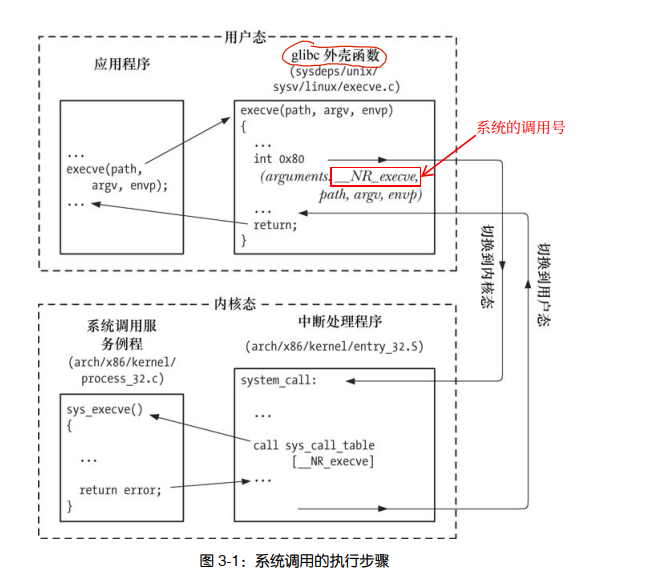 用户态
应用程序
glibc 外壳函数
(sysdeps/unix/
sysv/linux/execve.c)
...
execve(path,
argv, envp);
...
execve(path, argv, envp)
{
...
int 0x80
(arguments: __NR_execve,
path, argv, envp)
...
return;
}
系统的调用号
切换到内核态
切换到用户态
内核态
系统调用服
务例程
(arch/x86/kernel/
process_32.c)
sys_execve()
{
...
return error;
}
中断处理程序
(arch/x86/kernel/entry_32.S)
system_call:
...
call sys_call_table
[__NR_execve]
...
图 3-1：系统调用的执行步骤